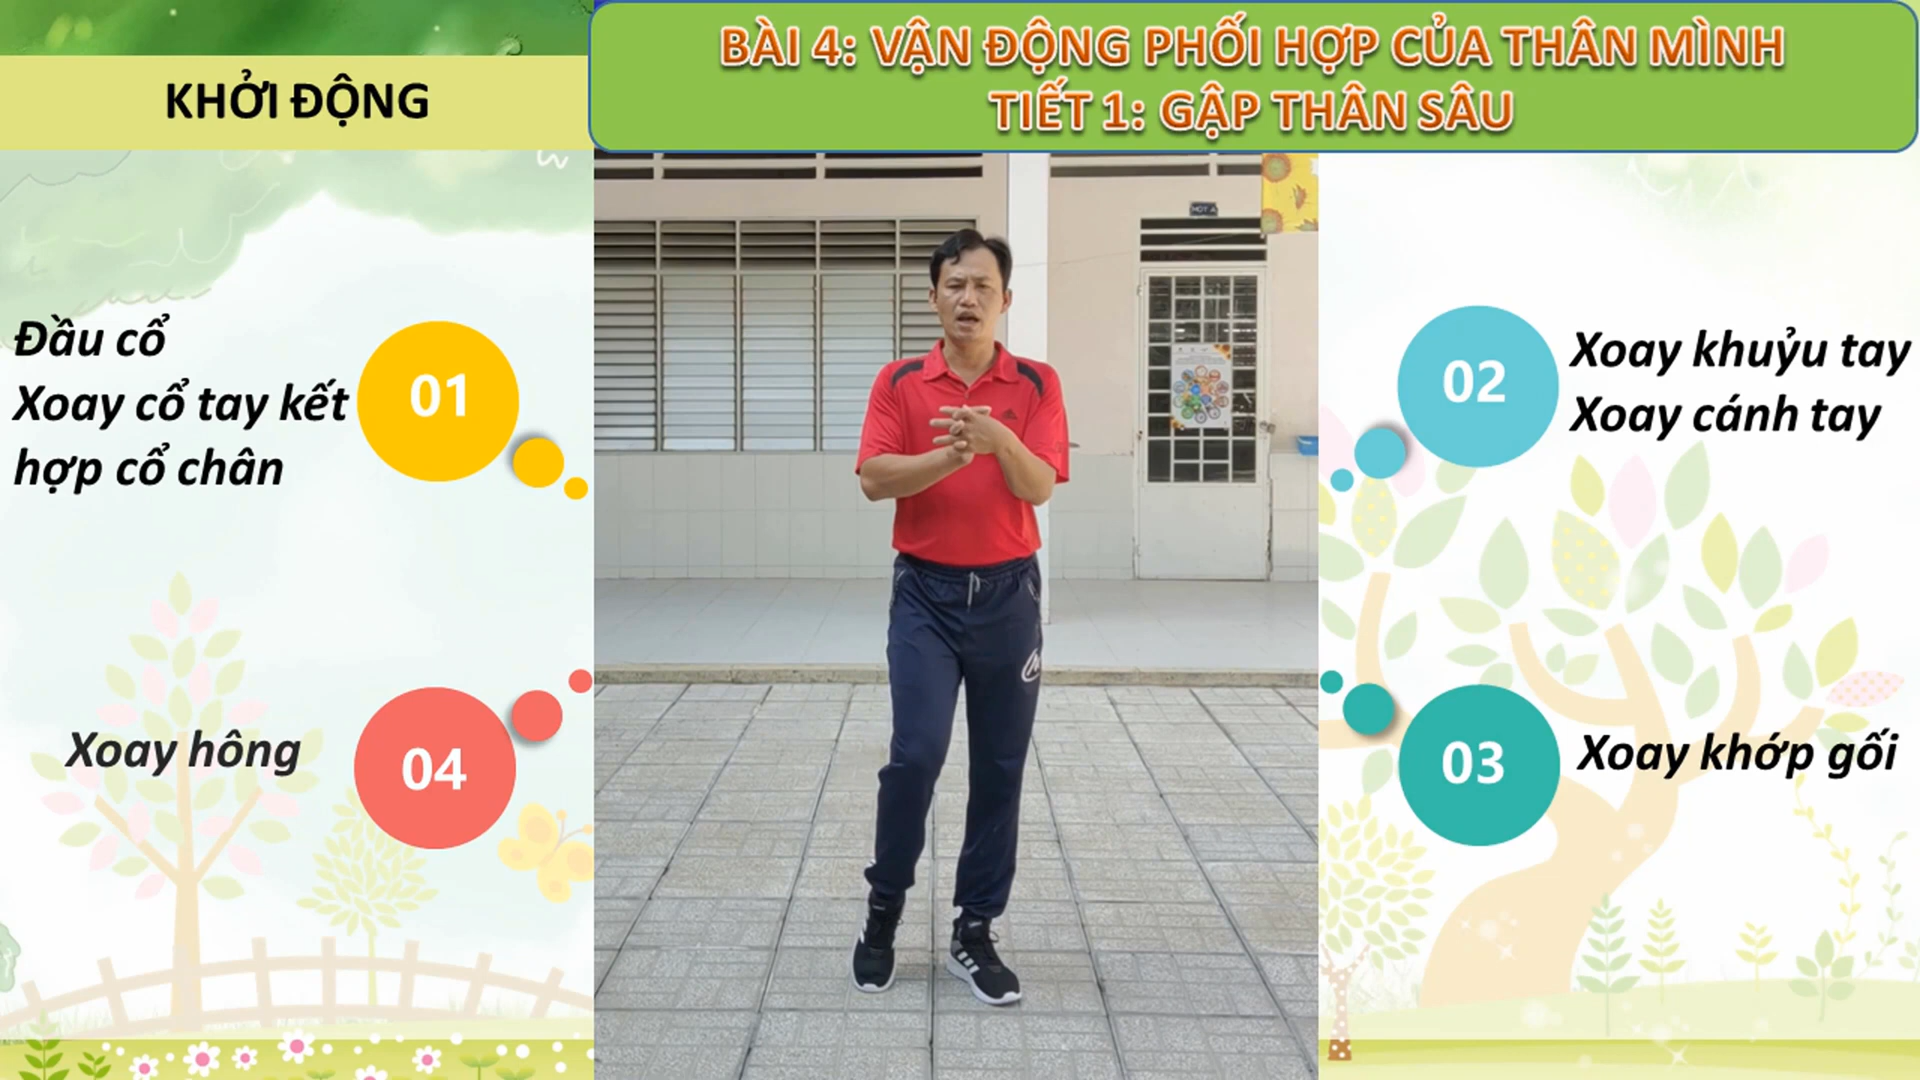 BÀI 4: VẬN ĐỘNG PHỐI HỢP CỦA THÂN MÌNH
TIẾT 1: GẬP THÂN SÂU
KHỞI ĐỘNG
Đầu cổ
Xoay cổ tay kết
hợp cổ chân
01
02
Xoay khuỷu tay
Xoay cánh tay
03
Xoay khớp gối
04
Xoay hông